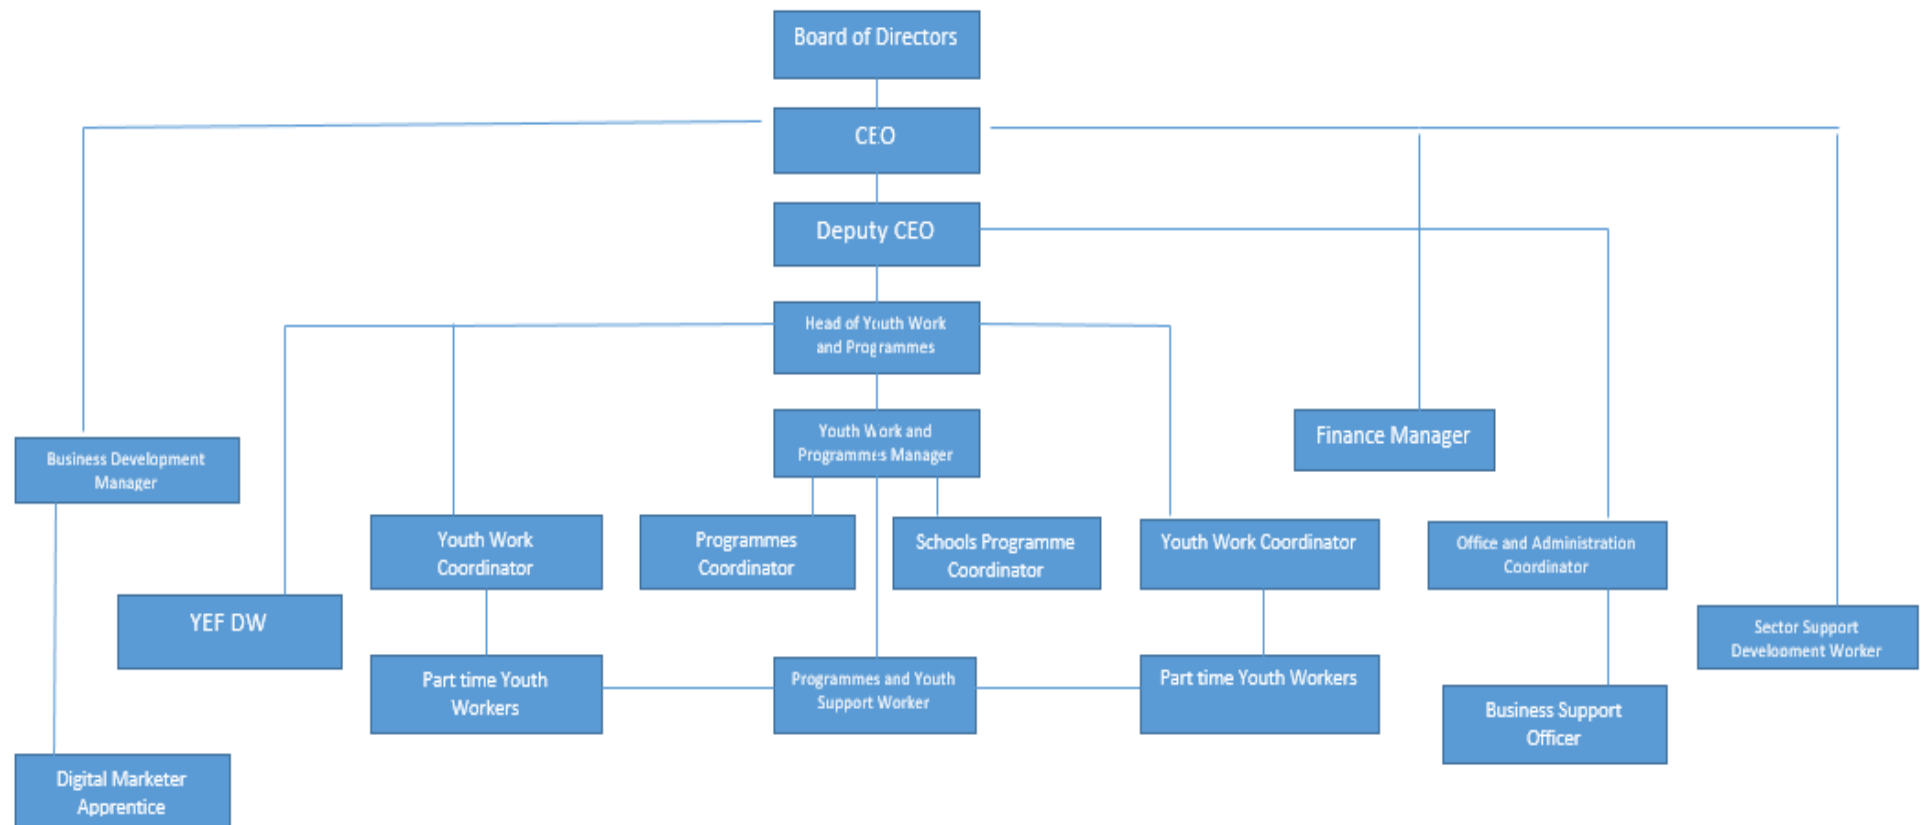 Board of Directors
CEO
Deputy CEO
Head of Youth Work
and Programmes
Youth Work and
Programmes Manager
Finance Manager
Business Development
Manager
Youth Work
Coordinator
Programmes
Coordinator
Schools Programme
Coordinator
Youth Work Coordinator
Office and Administration
Coordinator
YEF DW
Sector Support
Development Worker
Part time Youth
Workers
Programmes and Youth
Support Worker
Part time Youth Workers
Business Support
Officer
Digital Marketer
Apprentice